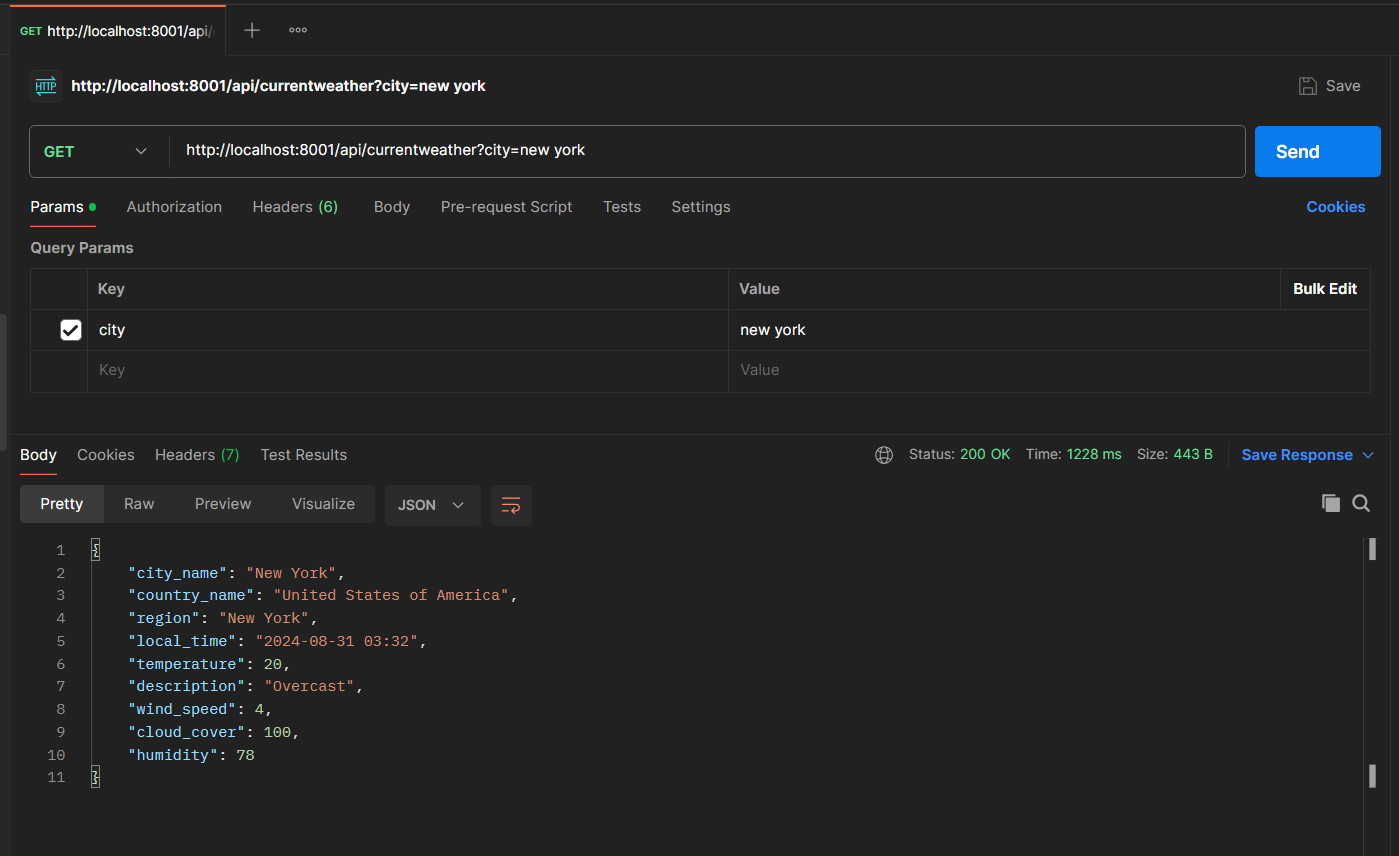 GET http://localhost:8001/api/
HTTP http://localhost:8001/api/currentweather?city=new york Save
GET http://localhost:8001/api/currentweather?city=new york Send
Params Authorization Headers (6) Body Pre-request Script Tests Settings Cookies
Query Params
Key Value Bulk Edit
city new york
Key Value
Body Cookies Headers (7) Test Results Status: 200 OK Time: 1228 ms Size: 443 B Save Response
Pretty Raw Preview Visualize JSON
1 {
2 "city_name": "New York",
3 "country_name": "United States of America",
4 "region": "New York",
5 "local_time": "2024-08-31 03:32",
6 "temperature": 20,
7 "description": "Overcast",
8 "wind_speed": 4,
9 "cloud_cover": 100,
10 "humidity": 78
11 }